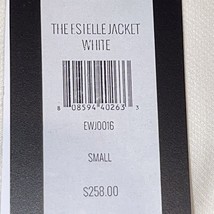 THE ESTELLE JACKET
WHITE
8 08594 40263 3
EWJ0016
SMALL
$258.00